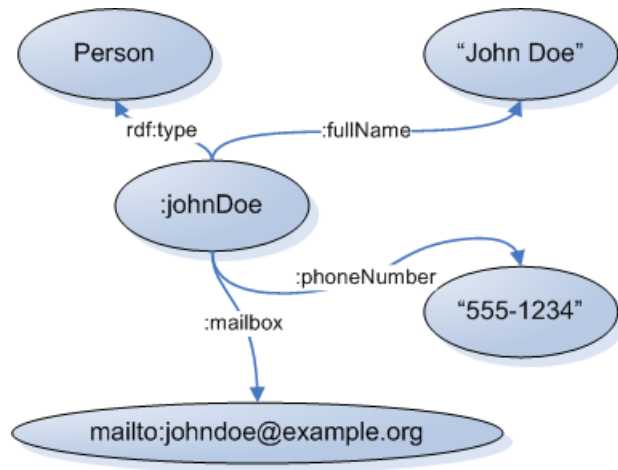 Person
“John Doe”
rdf:type
:fullName
:johnDoe
:phoneNumber
“555-1234”
:mailbox
mailto:johndoe@example.org